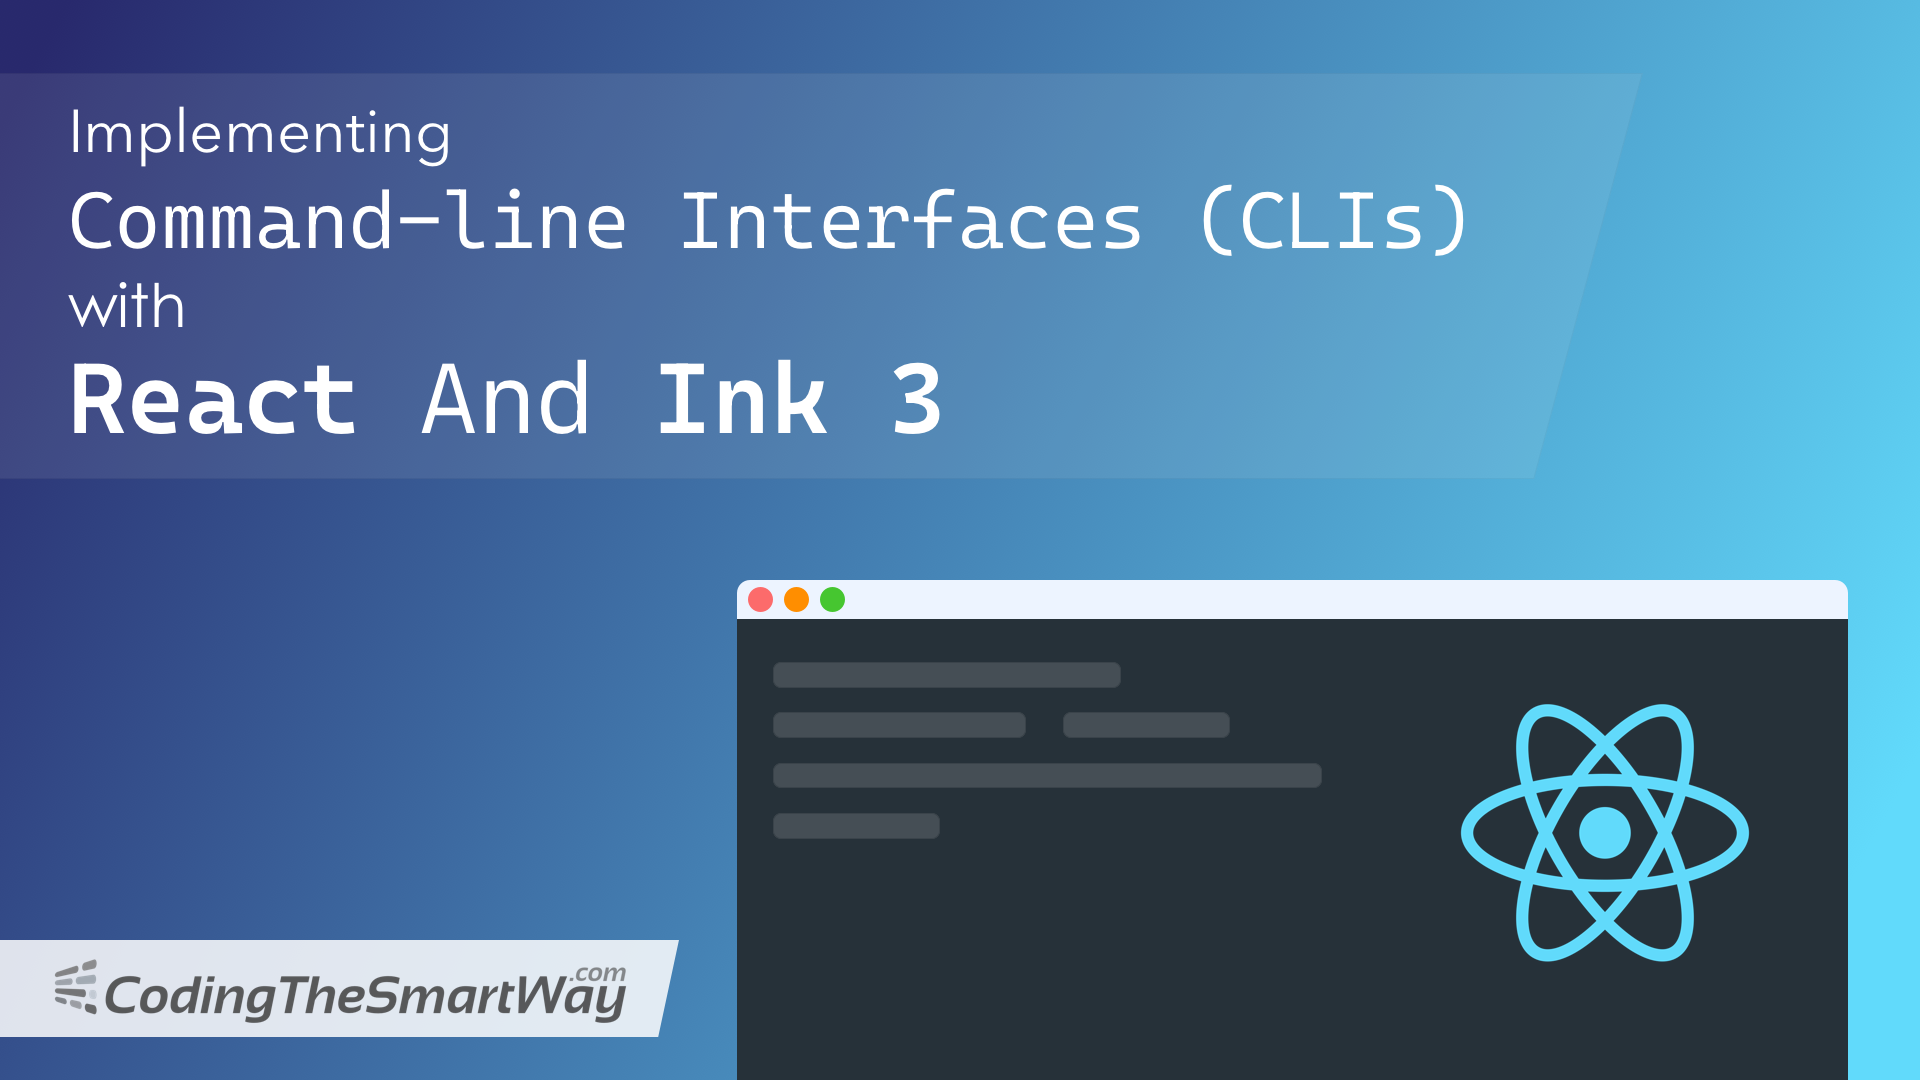 Implementing
Command-line Interfaces (CLIs)
with
React And Ink 3
CodingTheSmartWay.com